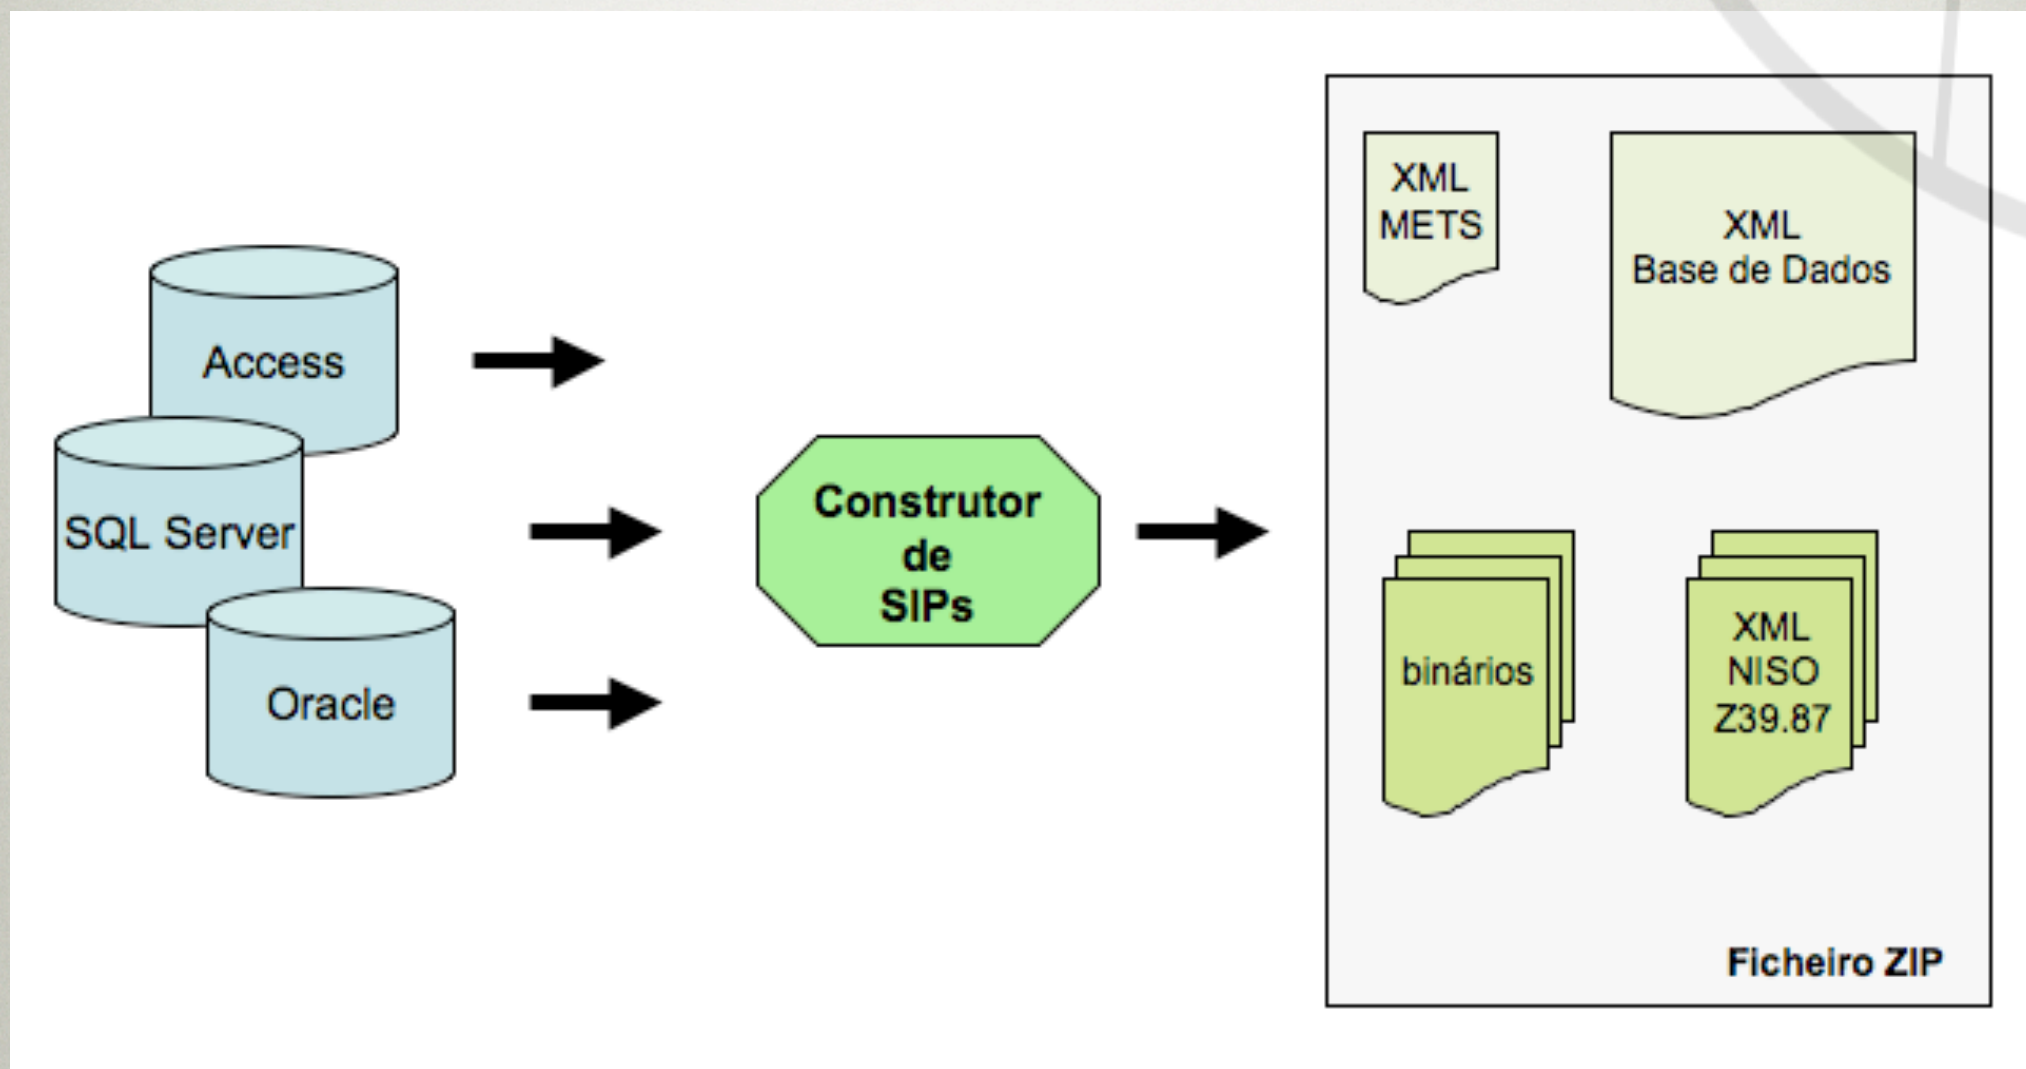 Access
SQL Server
Oracle
Construtor
de
SIPs
XML
METS
XML
Base de Dados
binários
XML
NISO
Z39.87
Ficheiro ZIP